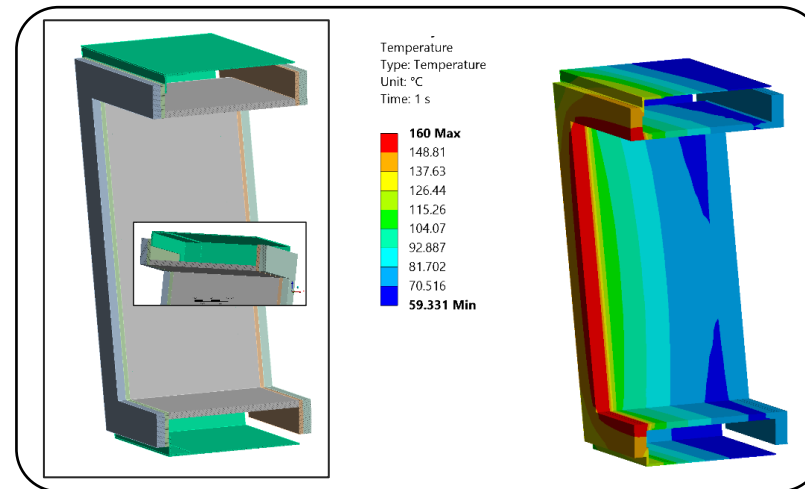 Temperature
Type: Temperature
Unit: °C
Time: 1 s
160 Max
148.81
137.63
126.44
115.26
104.07
92.887
81.702
70.516
59.331 Min